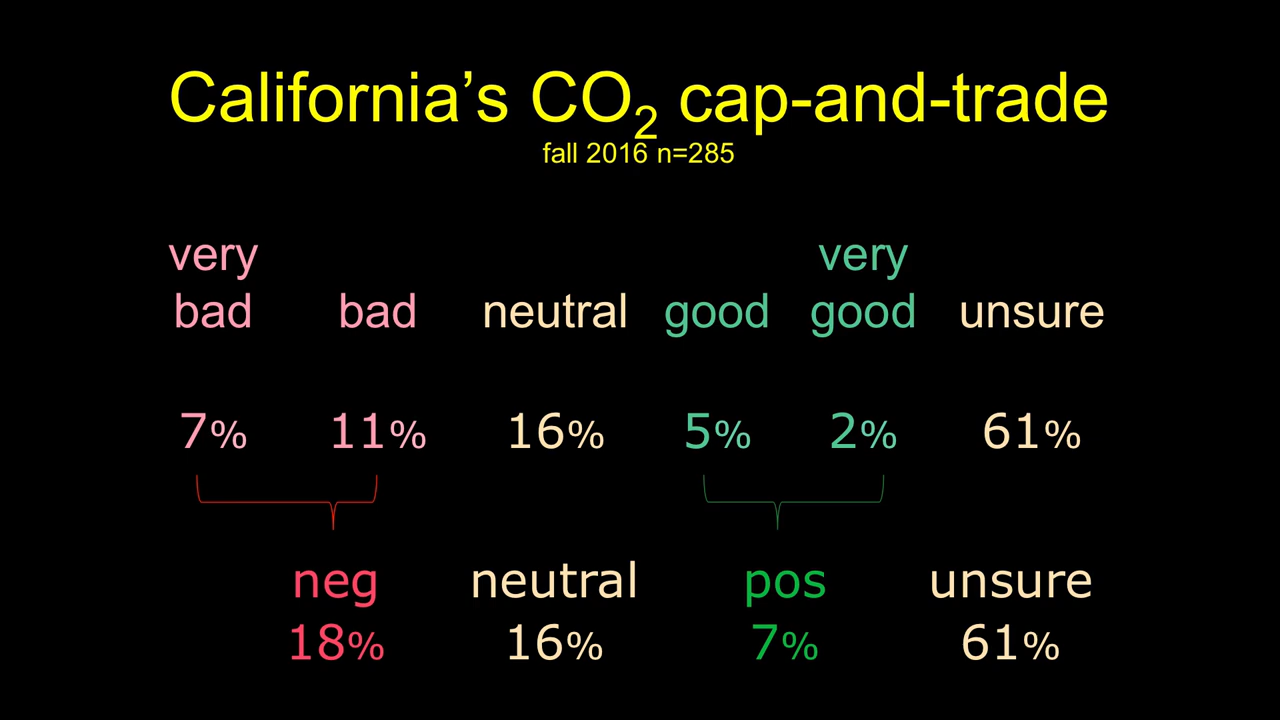 California’s CO₂ cap-and-trade
fall 2016 n=285
very very
bad bad neutral good good unsure
7% 11% 16% 5% 2% 61%
neg neutral pos unsure
18% 16% 7% 61%